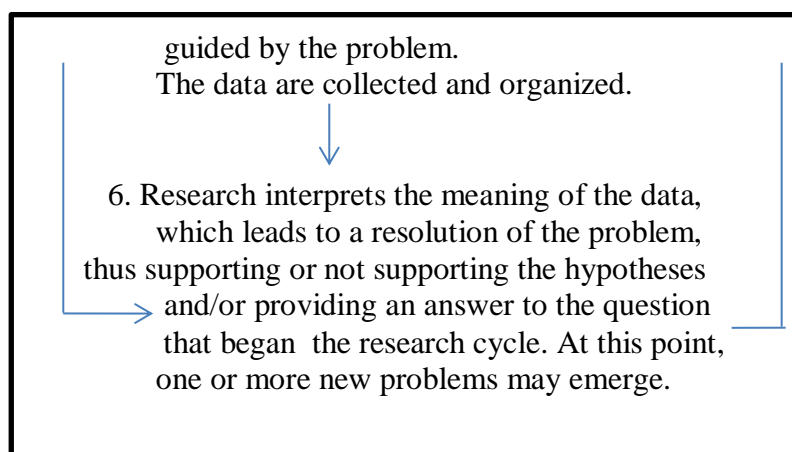 guided by the problem.
The data are collected and organized.
6. Research interprets the meaning of the data,
which leads to a resolution of the problem,
thus supporting or not supporting the hypotheses
and/or providing an answer to the question
that began the research cycle. At this point,
one or more new problems may emerge.